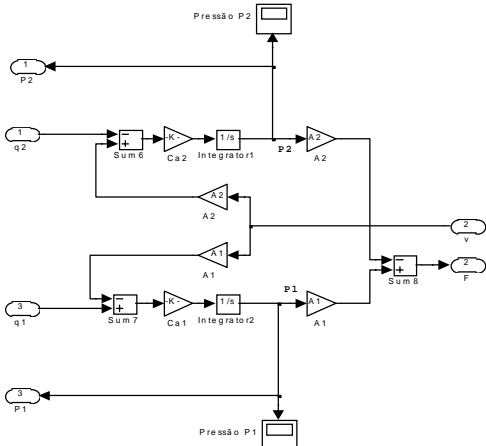 Pressão P2
1
P2
1
q2
Sum6
-K-
Ca2
1/s
Integrator1
P2
A2
A2
A2
A2
2
v
A1
A1
Sum8
2
F
3
q1
Sum7
-K-
Ca1
1/s
Integrator2
P1
A1
A1
3
P1
Pressão P1